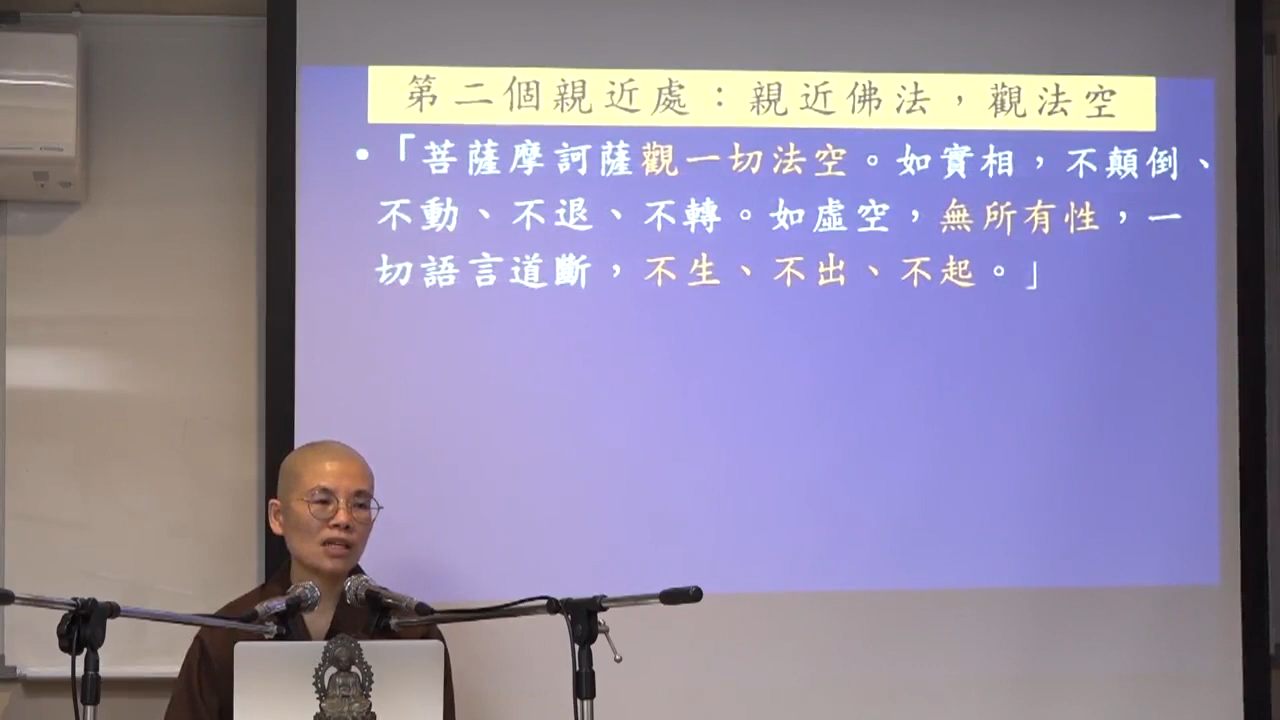 第二個親近處：親近佛法，觀法空
•「菩薩摩訶薩觀一切法空。如實相，不顛倒、
不動、不退、不轉。如虛空，無所有性，一
切語言道斷，不生、不出、不起。」